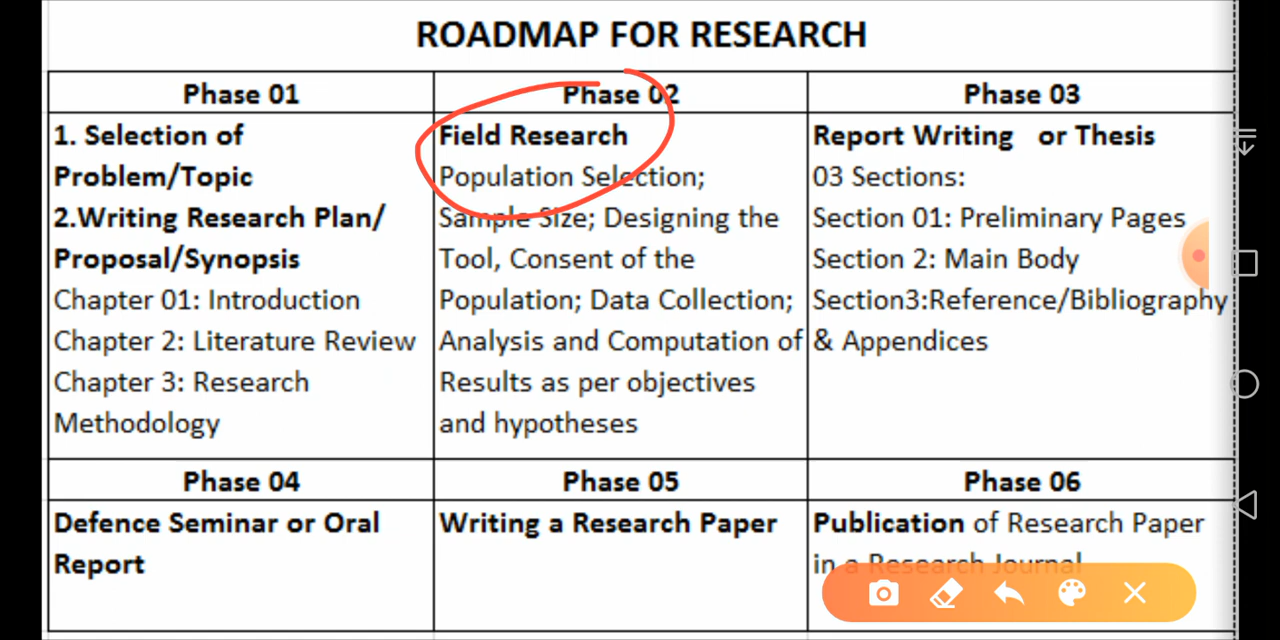 ROADMAP FOR RESEARCH
Phase 01
1. Selection of
Problem/Topic
2.Writing Research Plan/
Proposal/Synopsis
Chapter 01: Introduction
Chapter 2: Literature Review
Chapter 3: Research
Methodology
Phase 02
Field Research
Population Selection;
Sample Size; Designing the
Tool, Consent of the
Population; Data Collection;
Analysis and Computation of
Results as per objectives
and hypotheses
Phase 03
Report Writing or Thesis
03 Sections:
Section 01: Preliminary Pages
Section 2: Main Body
Section3:Reference/Bibliography
& Appendices
Phase 04
Defence Seminar or Oral
Report
Phase 05
Writing a Research Paper
Phase 06
Publication of Research Paper
in a Research Journal